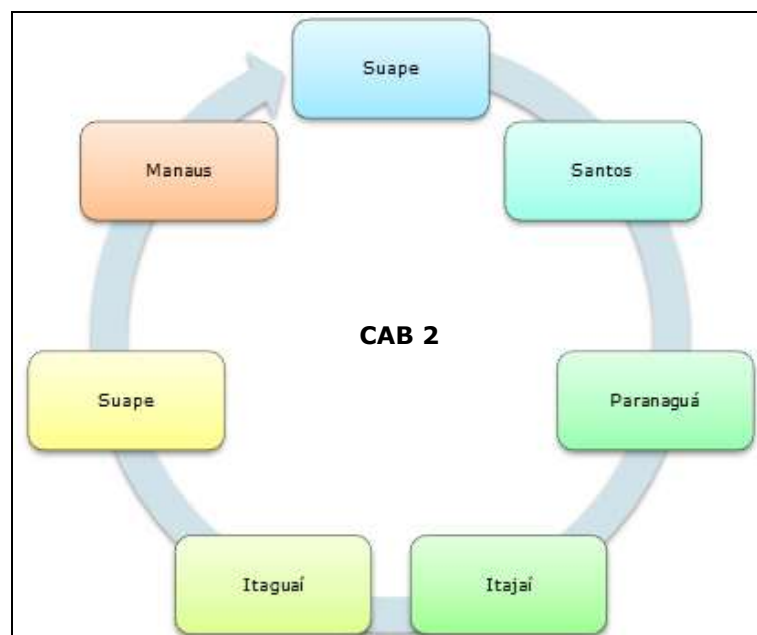 Suape
Santos
Paranaguá
Itajaí
Itaguaí
Suape
Manaus
CAB 2